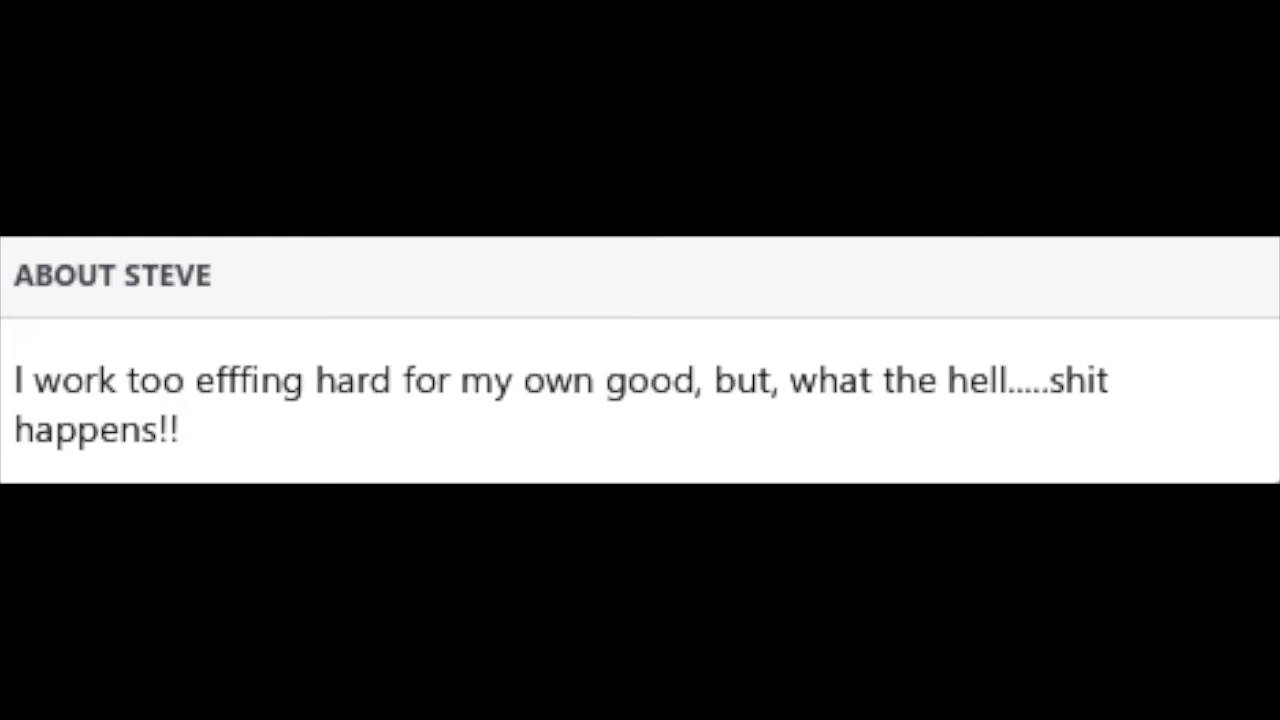 ABOUT STEVE
I work too efffing hard for my own good, but, what the hell.....shit
happens!!